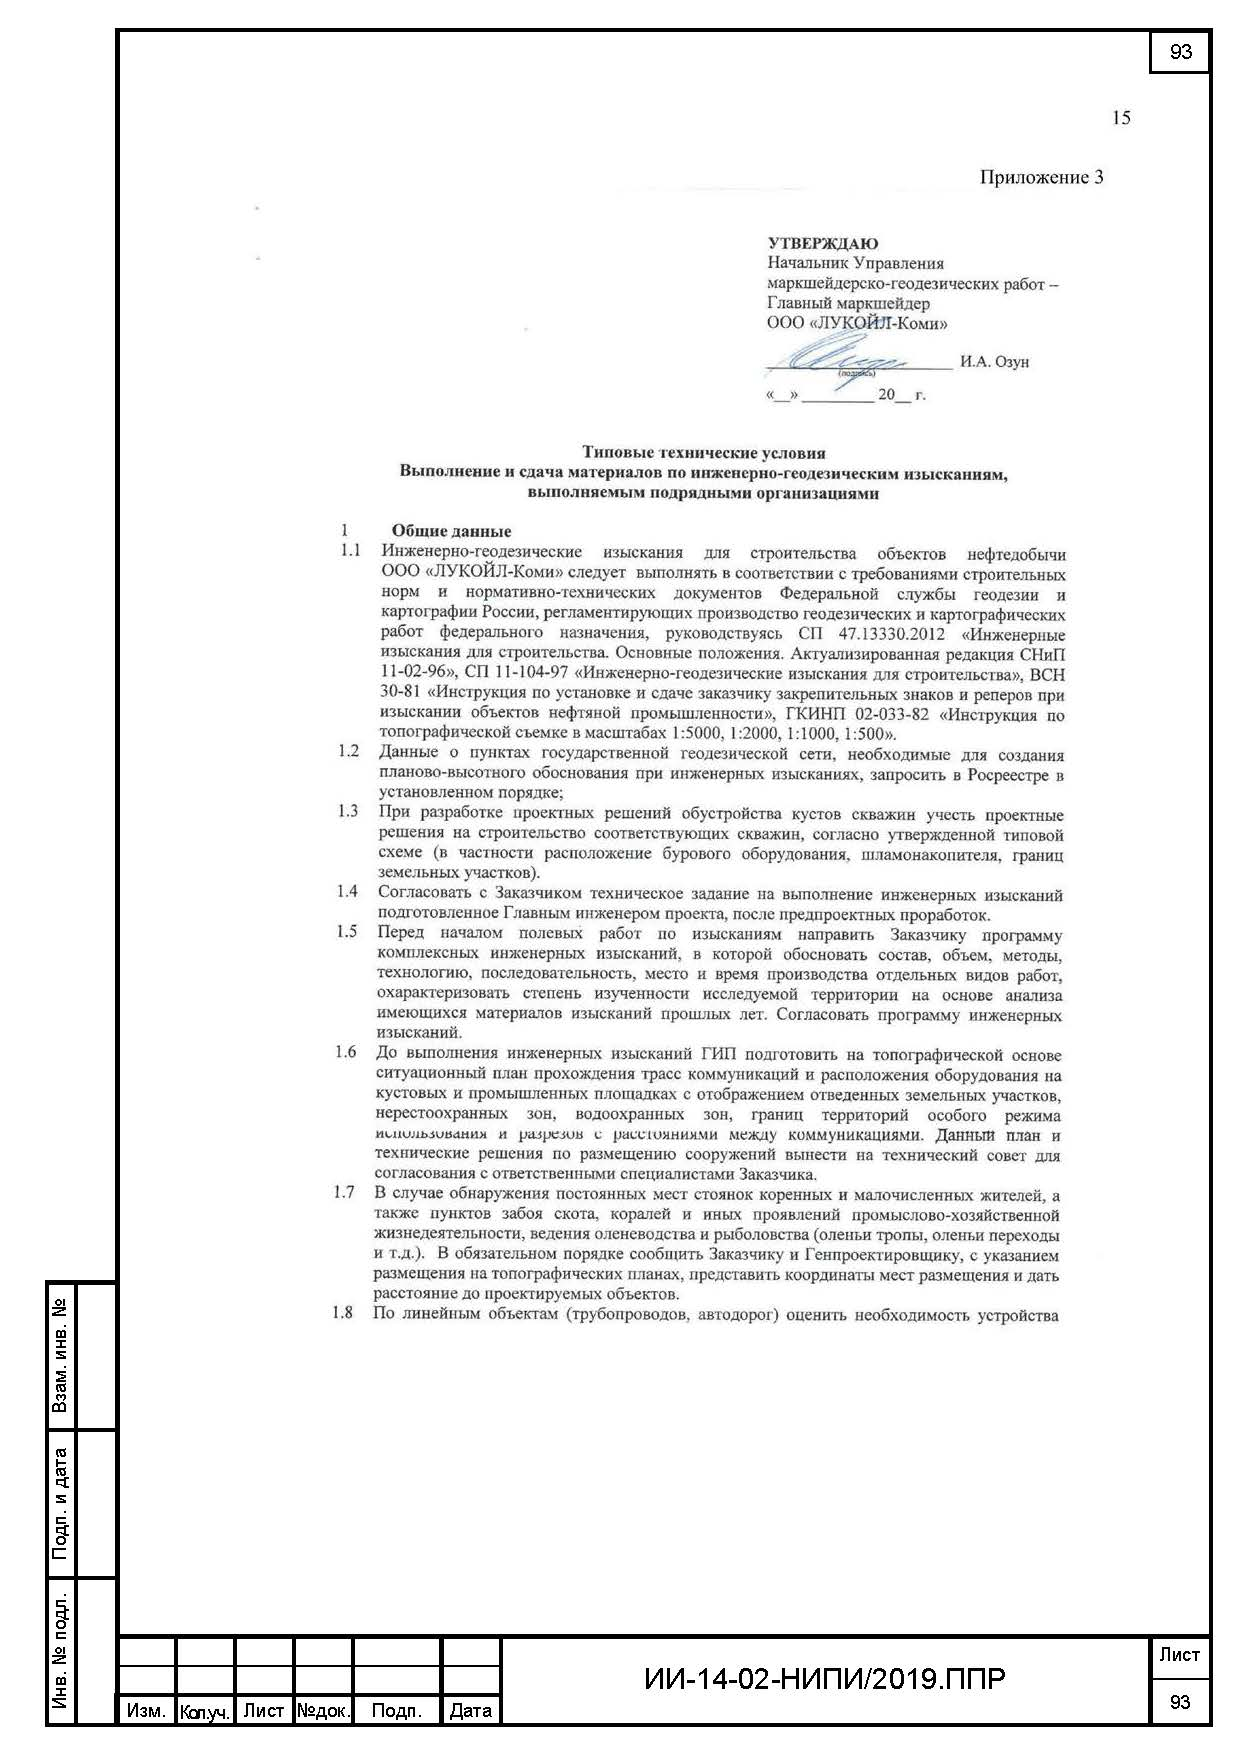 93
15
Приложение 3
УТВЕРЖДАЮ
Начальник Управления
маркшейдерско-геодезических работ –
Главный маркшейдер
ООО «ЛУКОЙЛ-Коми»
____________________ И.А. Озун
(подпись)
«__» _________ 20__ г.
Типовые технические условия
Выполнение и сдача материалов по инженерно-геодезическим изысканиям,
выполняемым подрядными организациями
1 Общие данные
1.1 Инженерно-геодезические изыскания для строительства объектов нефтедобычи
ООО «ЛУКОЙЛ-Коми» следует выполнять в соответствии с требованиями строительных
норм и нормативно-технических документов Федеральной службы геодезии и
картографии России, регламентирующих производство геодезических и картографических
работ федерального назначения, руководствуясь СП 47.13330.2012 «Инженерные
изыскания для строительства. Основные положения. Актуализированная редакция СНиП
11-02-96», СП 11-104-97 «Инженерно-геодезические изыскания для строительства», ВСН
30-81 «Инструкция по установке и сдаче заказчику закрепительных знаков и реперов при
изыскании объектов нефтяной промышленности», ГКИНП 02-033-82 «Инструкция по
топографической съемке в масштабах 1:5000, 1:2000, 1:1000, 1:500».
1.2 Данные о пунктах государственной геодезической сети, необходимые для создания
планово-высотного обоснования при инженерных изысканиях, запросить в Росреестре в
установленном порядке;
1.3 При разработке проектных решений обустройства кустов скважин учесть проектные
решения на строительство соответствующих скважин, согласно утвержденной типовой
схеме (в частности расположение бурового оборудования, шламонакопителя, границ
земельных участков).
1.4 Согласовать с Заказчиком техническое задание на выполнение инженерных изысканий
подготовленное Главным инженером проекта, после предпроектных проработок.
1.5 Перед началом полевых работ по изысканиям направить Заказчику программу
комплексных инженерных изысканий, в которой обосновать состав, объем, методы,
технологию, последовательность, место и время производства отдельных видов работ,
охарактеризовать степень изученности исследуемой территории на основе анализа
имеющихся материалов изысканий прошлых лет. Согласовать программу инженерных
изысканий.
1.6 До выполнения инженерных изысканий ГИП подготовить на топографической основе
ситуационный план прохождения трасс коммуникаций и расположения оборудования на
кустовых и промышленных площадках с отображением отведенных земельных участков,
нерестоохранных зон, водоохранных зон, границ территорий особого режима
использования и разрезов с расстояниями между коммуникациями. Данный план и
технические решения по размещению сооружений вынести на технический совет для
согласования с ответственными специалистами Заказчика.
1.7 В случае обнаружения постоянных мест стоянок коренных и малочисленных жителей, а
также пунктов забоя скота, коралей и иных проявлений промыслово-хозяйственной
жизнедеятельности, ведения оленеводства и рыболовства (оленьи тропы, оленьи переходы
и т.д.). В обязательном порядке сообщить Заказчику и Генпроектировщику, с указанием
размещения на топографических планах, представить координаты мест размещения и дать
расстояние до проектируемых объектов.
1.8 По линейным объектам (трубопроводов, автодорог) оценить необходимость устройства
Взам. инв. №
Подп. и дата
Инв. № подл.
Изм. Кол.уч. Лист №док. Подп. Дата
ИИ-14-02-НИПИ/2019.ППР
Лист
93